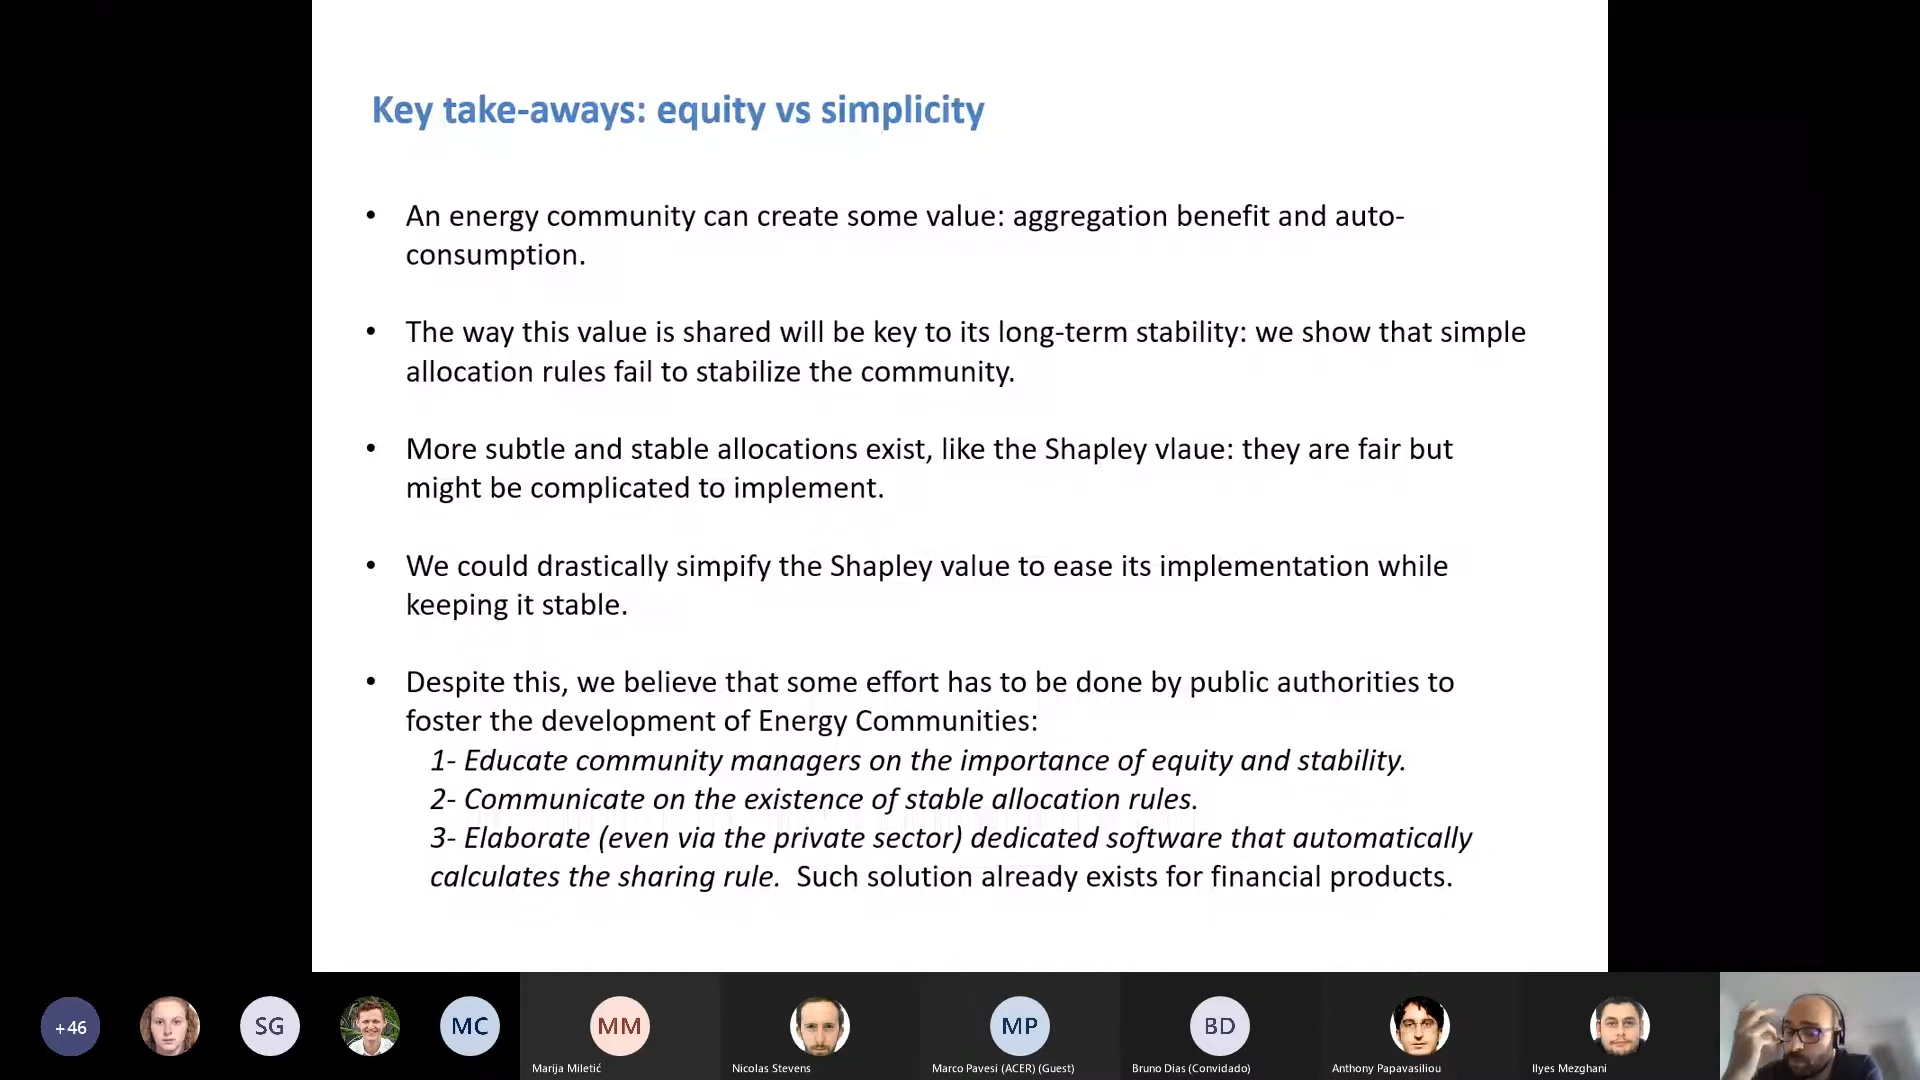 Key take-aways: equity vs simplicity
• An energy community can create some value: aggregation benefit and auto-
consumption.
• The way this value is shared will be key to its long-term stability: we show that simple
allocation rules fail to stabilize the community.
• More subtle and stable allocations exist, like the Shapley vlaue: they are fair but
might be complicated to implement.
• We could drastically simpify the Shapley value to ease its implementation while
keeping it stable.
• Despite this, we believe that some effort has to be done by public authorities to
foster the development of Energy Communities:
1- Educate community managers on the importance of equity and stability.
2- Communicate on the existence of stable allocation rules.
3- Elaborate (even via the private sector) dedicated software that automatically
calculates the sharing rule. Such solution already exists for financial products.
+46
SG
MC
MM
MP
BD
Marija Miletić
Nicolas Stevens
Marco Pavesi (ACER) (Guest)
Bruno Dias (Convidado)
Anthony Papavasiliou
Ilyes Mezghani